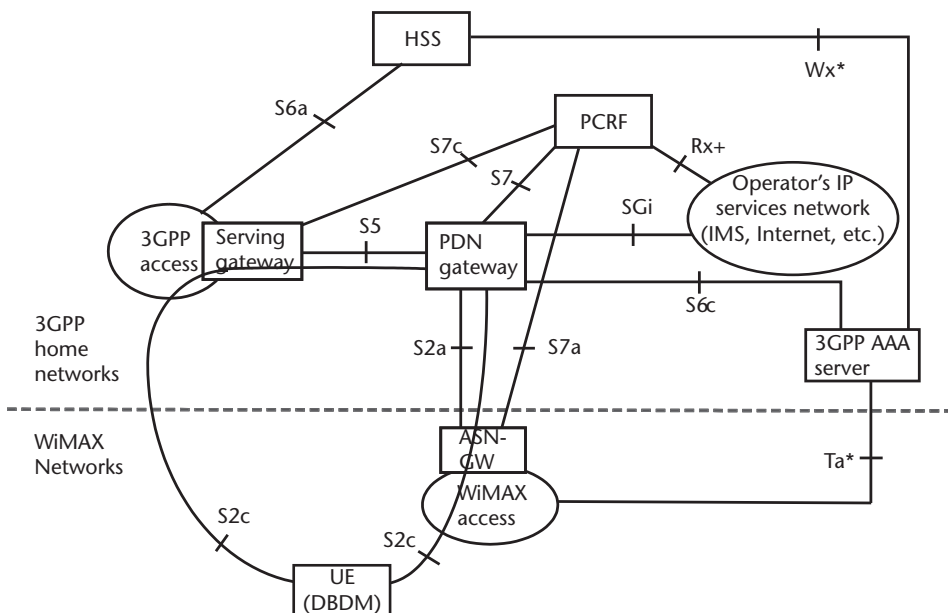 HSS
Wx*
S6a
PCRF
S7c
Rx+
S7
Operator's IP
services network
(IMS, Internet, etc.)
SGi
3GPP
access
Serving
gateway
S5
PDN
gateway
S6c
3GPP
home
networks
S2a
S7a
3GPP AAA
server
WiMAX
Networks
ASN-
GW
Ta*
WiMAX
access
S2c
S2c
UE
(DBDM)